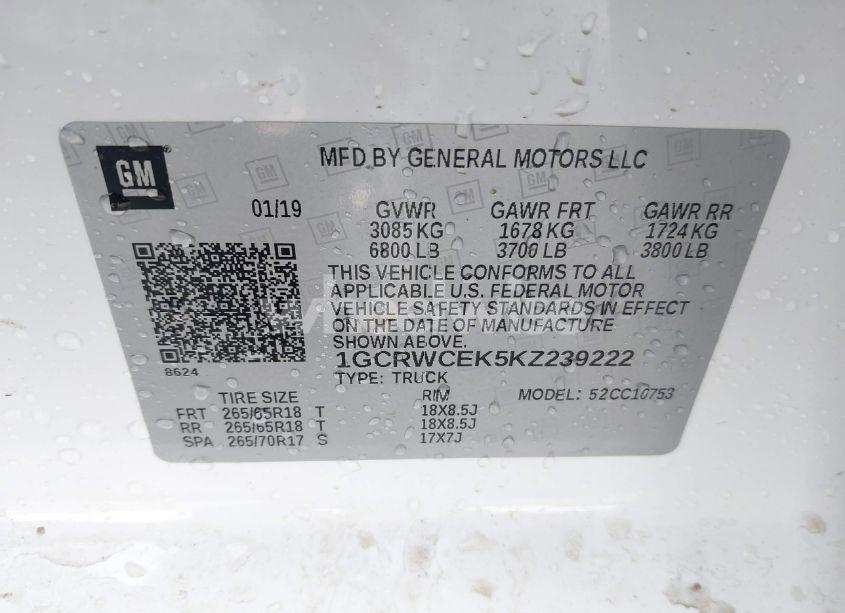 GM
MFD BY GENERAL MOTORS LLC
01/19 GVWR GAWR FRT GAWR RR
3085 KG 1678 KG 1724 KG
6800 LB 3700 LB 3800 LB
THIS VEHICLE CONFORMS TO ALL
APPLICABLE U.S. FEDERAL MOTOR
VEHICLE SAFETY STANDARDS IN EFFECT
ON THE DATE OF MANUFACTURE
SHOWN ABOVE.
8624
1GCRWCEK5KZ239222
TYPE: TRUCK
TIRE SIZE RIM MODEL: 52CC10753
FRT 265/65R18 T 18X8.5J
RR 265/65R18 T 18X8.5J
SPA 265/70R17 S 17X7J